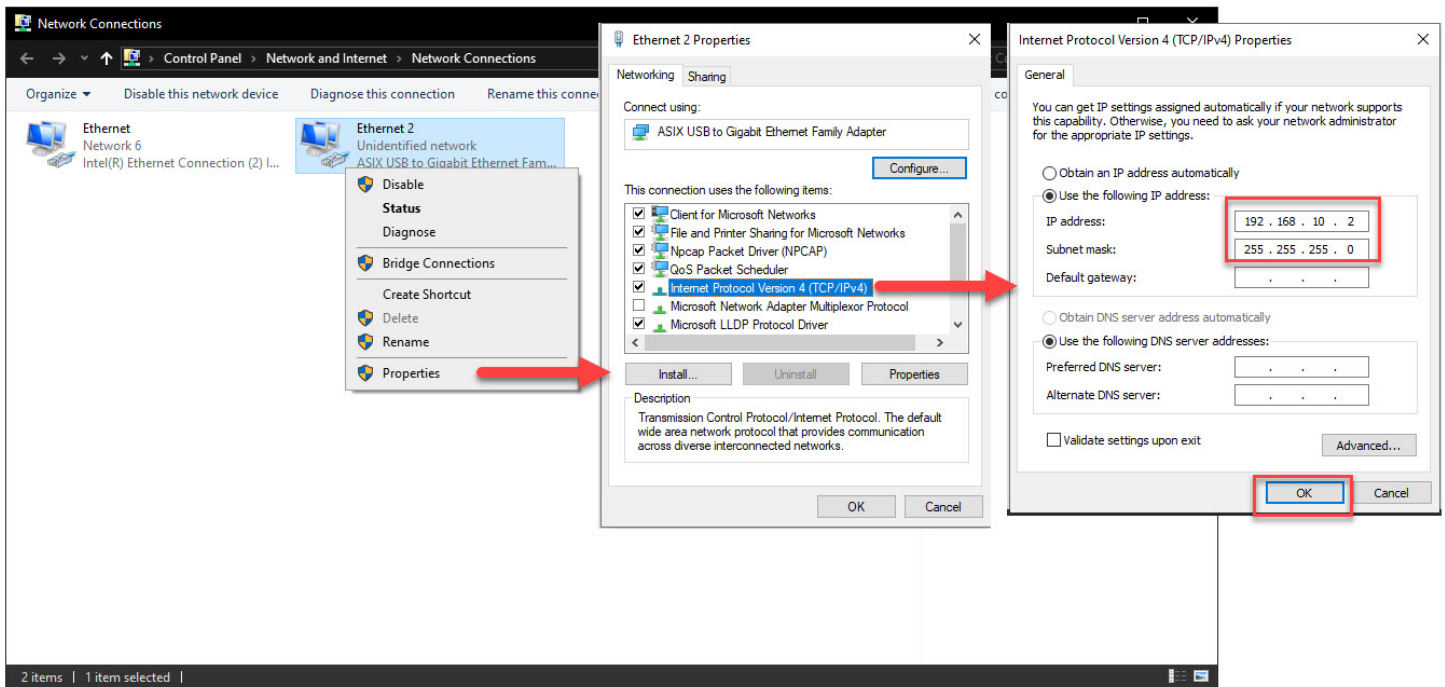 Network Connections
Control Panel > Network and Internet > Network Connections
Organize
Disable this network device
Diagnose this connection
Rename this conne
co
Ethernet
Network 6
Intel(R) Ethernet Connection (2) I...
Ethernet 2
Unidentified network
ASIX USB to Gigabit Ethernet Fam...
Disable
Status
Diagnose
Bridge Connections
Create Shortcut
Delete
Rename
Properties
2 items
1 item selected
Ethernet 2 Properties
Networking
Sharing
Connect using:
ASIX USB to Gigabit Ethernet Family Adapter
Configure...
This connection uses the following items:
Client for Microsoft Networks
File and Printer Sharing for Microsoft Networks
Npcap Packet Driver (NPCAP)
QoS Packet Scheduler
Internet Protocol Version 4 (TCP/IPv4)
Microsoft Network Adapter Multiplexor Protocol
Microsoft LLDP Protocol Driver
Install...
Uninstall
Properties
Description
Transmission Control Protocol/Internet Protocol. The default
wide area network protocol that provides communication
across diverse interconnected networks.
OK
Cancel
Internet Protocol Version 4 (TCP/IPv4) Properties
General
You can get IP settings assigned automatically if your network supports
this capability. Otherwise, you need to ask your network administrator
for the appropriate IP settings.
Obtain an IP address automatically
Use the following IP address:
IP address:
192 . 168 . 10 . 2
Subnet mask:
255 . 255 . 255 . 0
Default gateway:
. . .
Obtain DNS server address automatically
Use the following DNS server addresses:
Preferred DNS server:
. . .
Alternate DNS server:
. . .
Validate settings upon exit
Advanced...
OK
Cancel